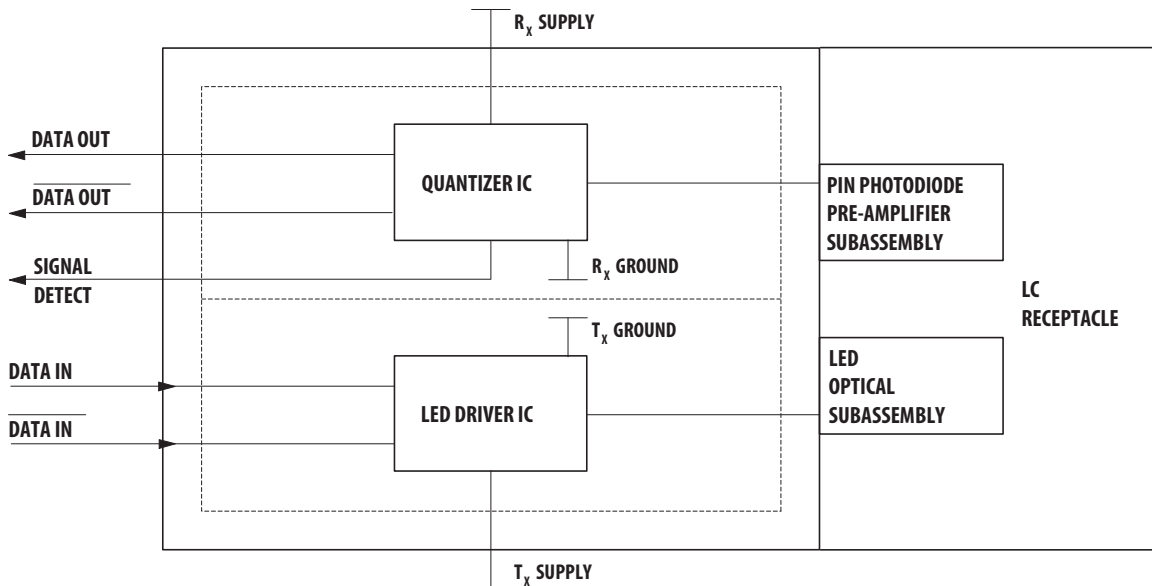 Rx SUPPLY
DATA OUT
QUANTIZER IC
DATA OUT
PIN PHOTODIODE
PRE-AMPLIFIER
SUBASSEMBLY
SIGNAL
DETECT
Rx GROUND
LC
RECEPTACLE
Tx GROUND
DATA IN
LED DRIVER IC
DATA IN
LED
OPTICAL
SUBASSEMBLY
Tx SUPPLY